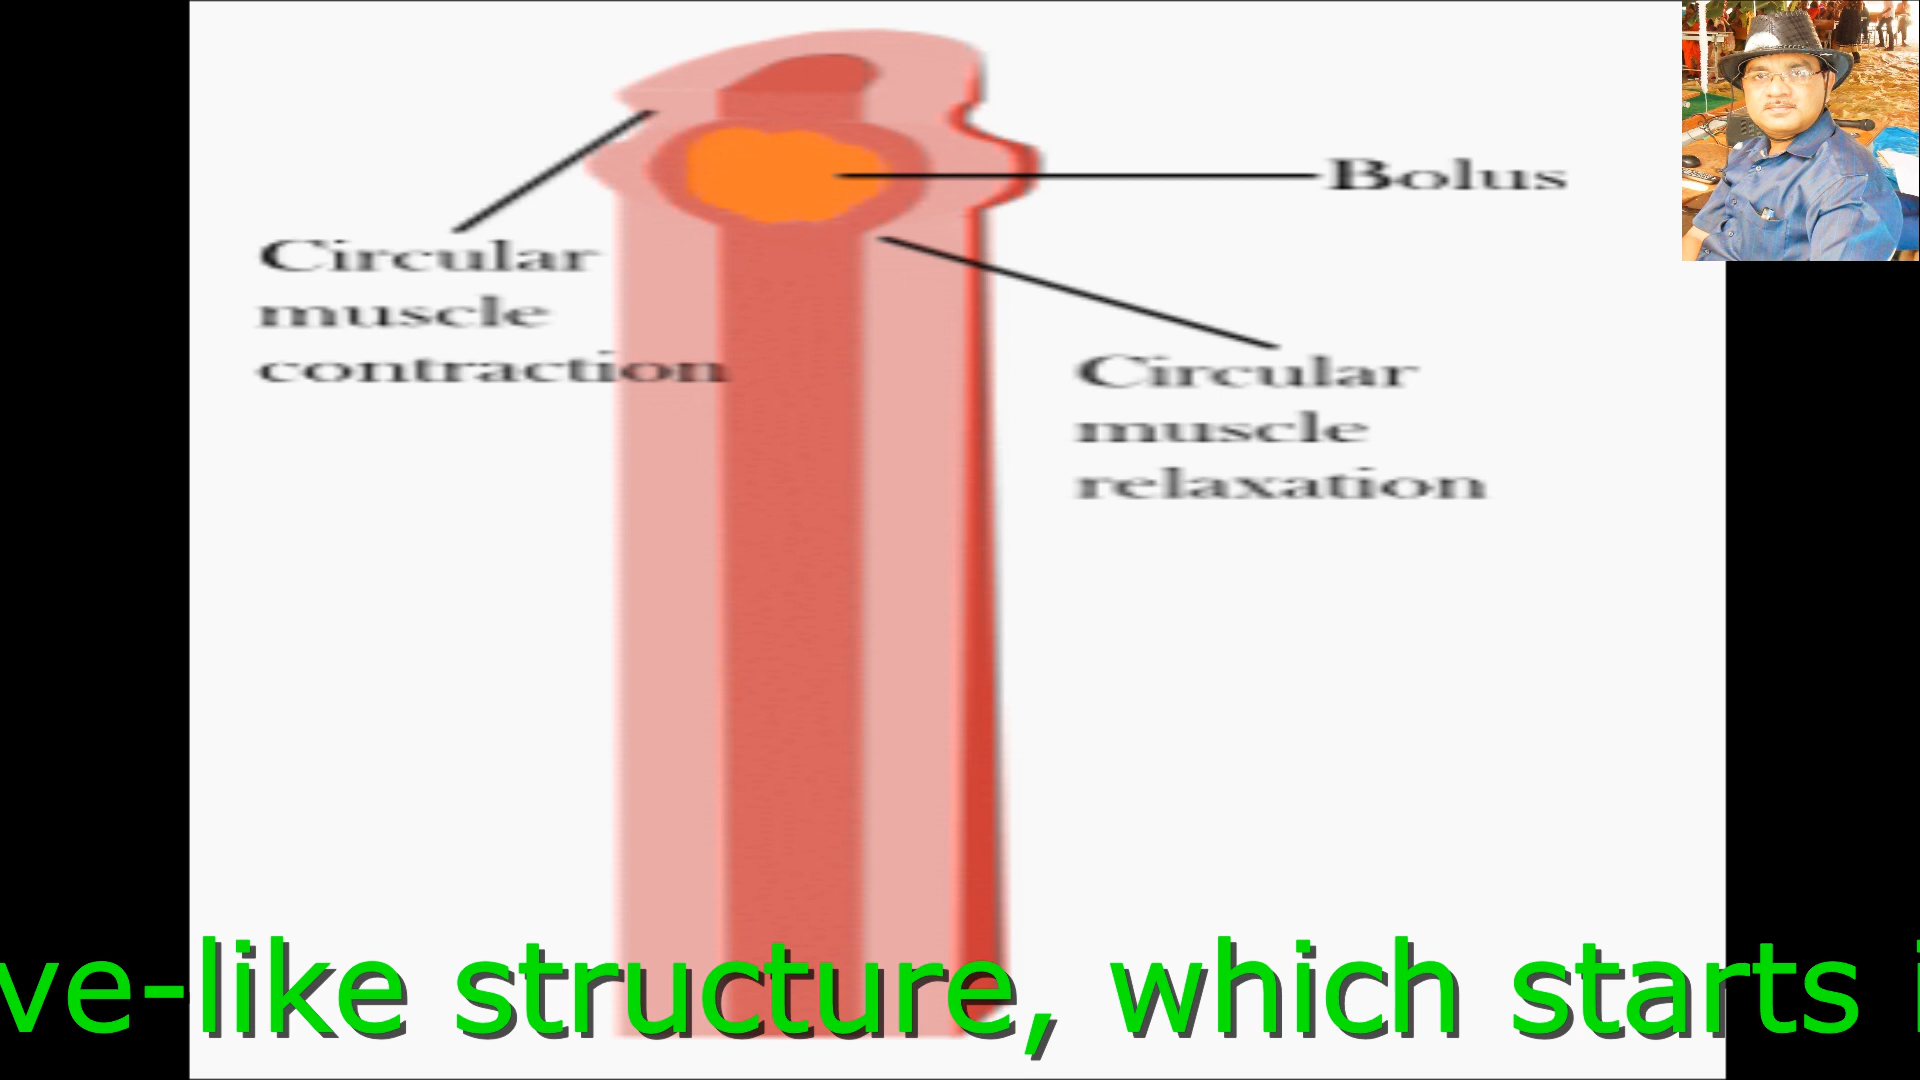 Bolus
Circular
muscle
contraction
Circular
muscle
relaxation
ve-like structure, which starts i